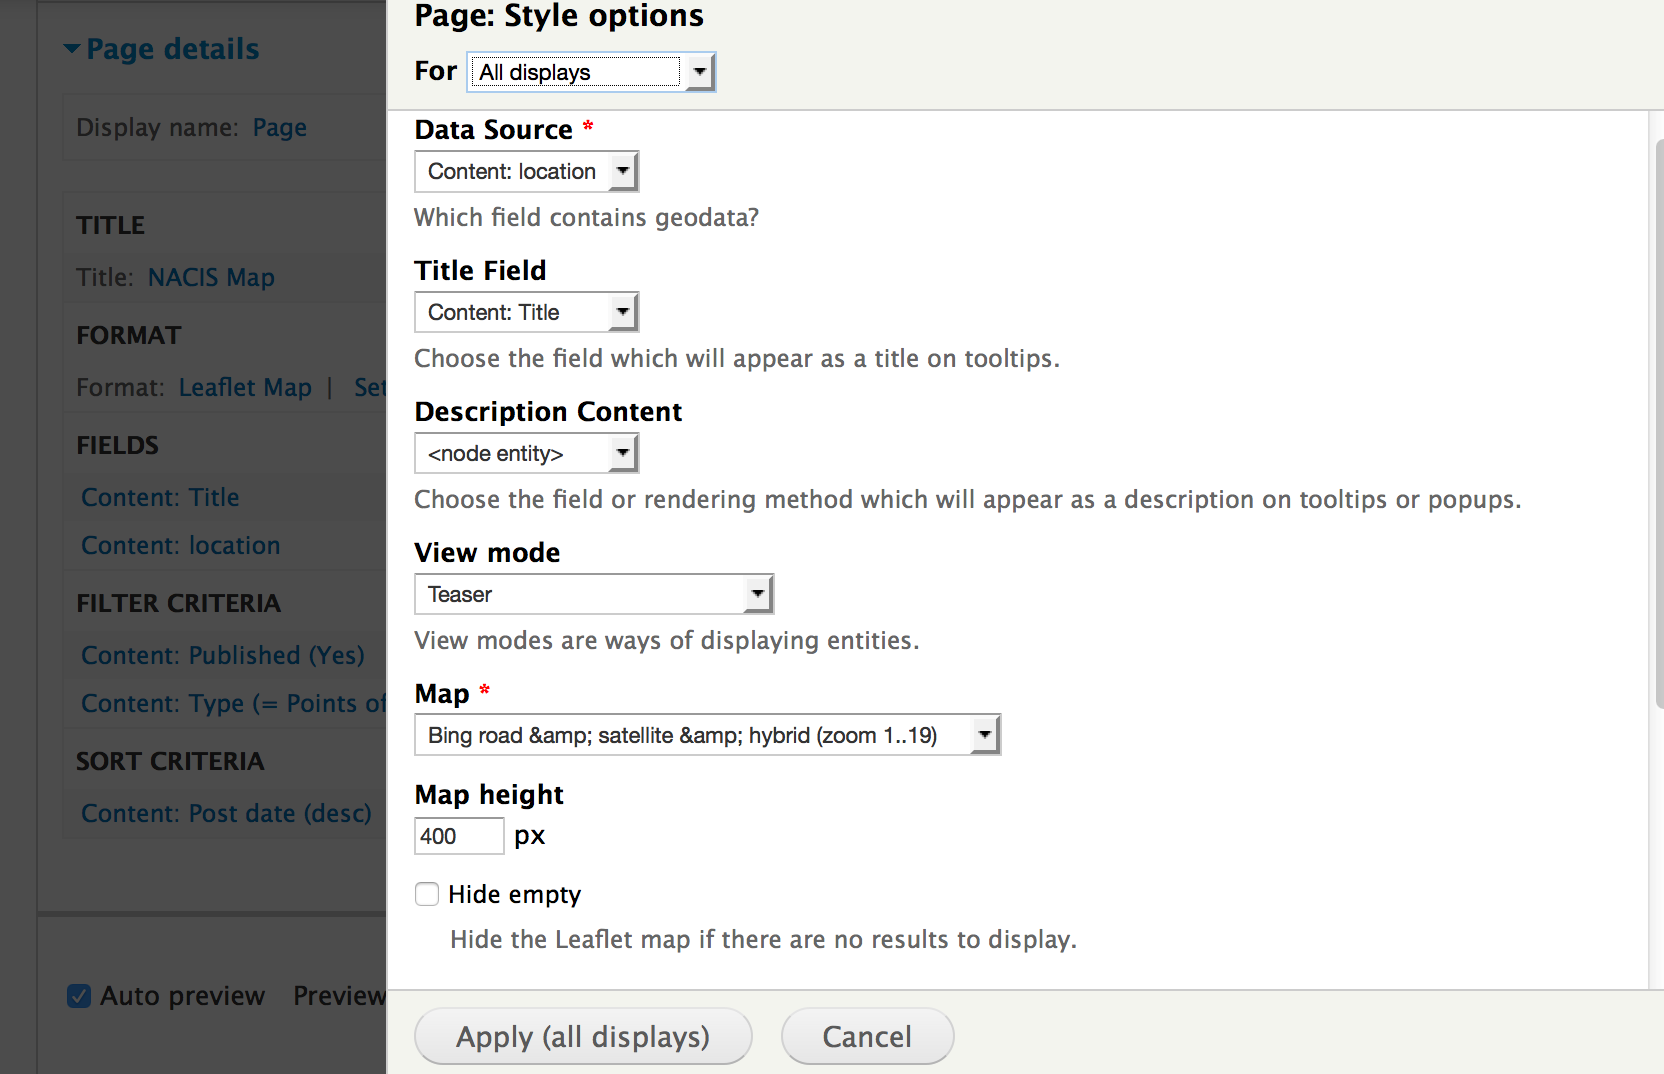 Page details
Display name: Page
TITLE
Title: NACIS Map
FORMAT
Format: Leaflet Map |
FIELDS
Content: Title
Content: location
FILTER CRITERIA
Content: Published (Yes)
Content: Type (= Points of
SORT CRITERIA
Content: Post date (desc)
Auto preview Preview
Page: Style options
For All displays
Data Source *
Content: location
Which field contains geodata?
Title Field
Content: Title
Choose the field which will appear as a title on tooltips.
Description Content
<node entity>
Choose the field or rendering method which will appear as a description on tooltips or popups.
View mode
Teaser
View modes are ways of displaying entities.
Map *
Bing road &amp; satellite &amp; hybrid (zoom 1..19)
Map height
400 px
Hide empty
Hide the Leaflet map if there are no results to display.
Apply (all displays) Cancel